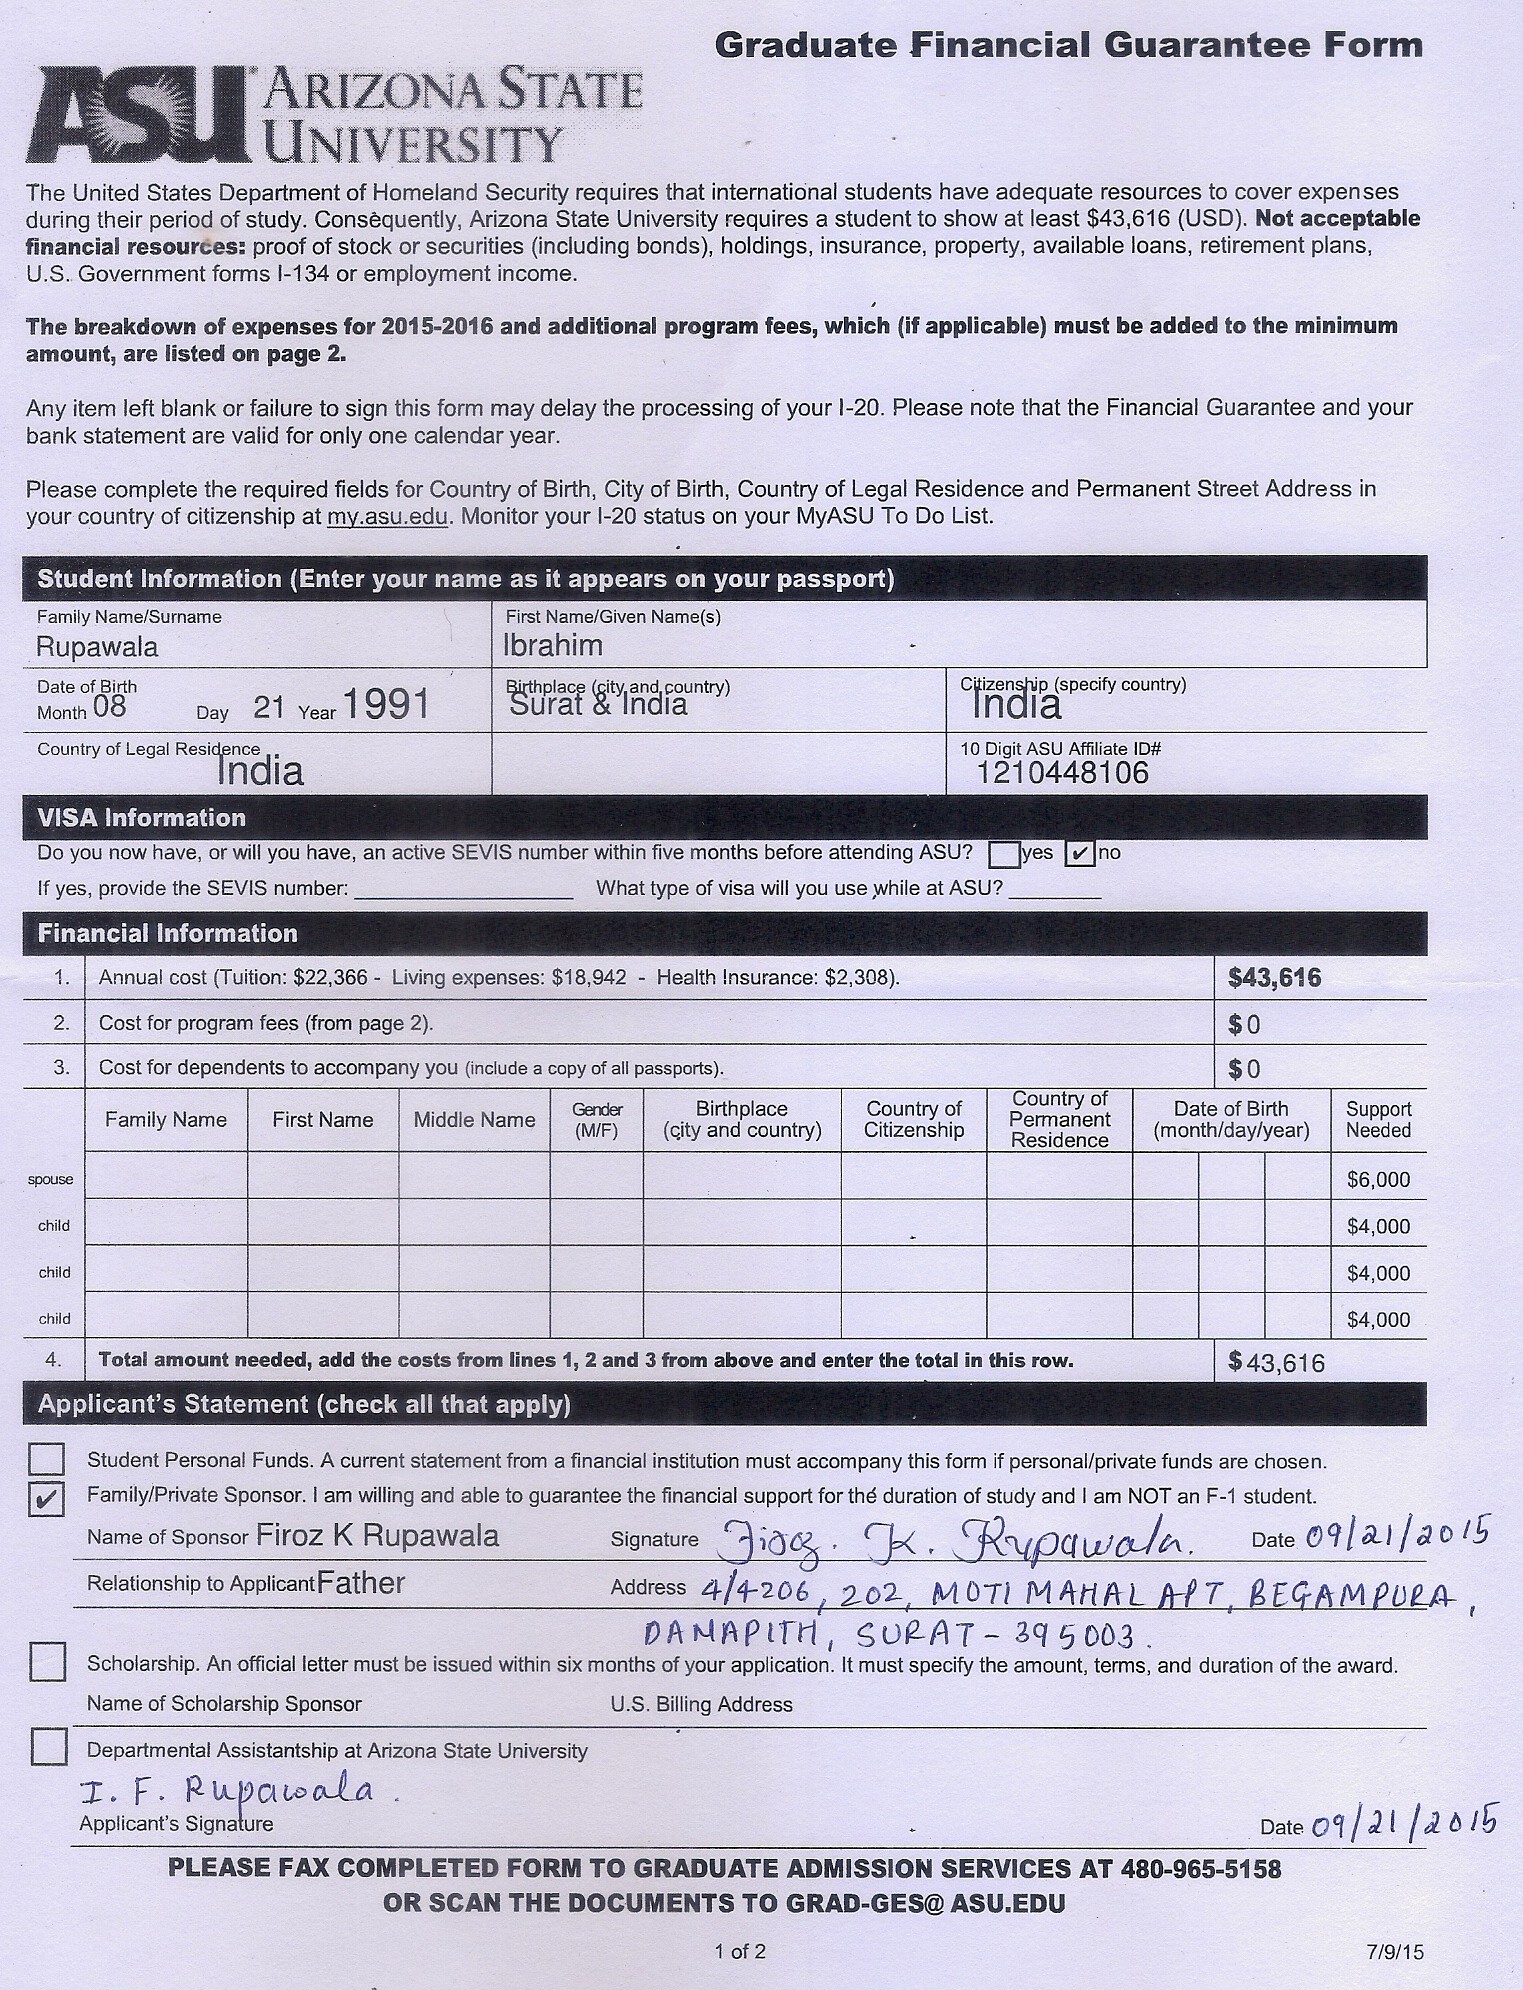 Graduate Financial Guarantee Form
ASU ARIZONA STATE
UNIVERSITY
The United States Department of Homeland Security requires that international students have adequate resources to cover expenses
during their period of study. Consequently, Arizona State University requires a student to show at least $43,616 (USD). Not acceptable
financial resources: proof of stock or securities (including bonds), holdings, insurance, property, available loans, retirement plans,
U.S. Government forms I-134 or employment income.
The breakdown of expenses for 2015-2016 and additional program fees, which (if applicable) must be added to the minimum
amount, are listed on page 2.
Any item left blank or failure to sign this form may delay the processing of your I-20. Please note that the Financial Guarantee and your
bank statement are valid for only one calendar year.
Please complete the required fields for Country of Birth, City of Birth, Country of Legal Residence and Permanent Street Address in
your country of citizenship at my.asu.edu. Monitor your I-20 status on your MyASU To Do List.
Student Information (Enter your name as it appears on your passport)
Family Name/Surname First Name/Given Name(s)
Rupawala Ibrahim
Date of Birth Birthplace (city and country) Citizenship (specify country)
Month 08 Day 21 Year 1991 Surat & India India
Country of Legal Residence 10 Digit ASU Affiliate ID#
India 1210448106
VISA Information
Do you now have, or will you have, an active SEVIS number within five months before attending ASU? yes ✔ no
If yes, provide the SEVIS number: What type of visa will you use while at ASU?
Financial Information
1. Annual cost (Tuition: $22,366 - Living expenses: $18,942 - Health Insurance: $2,308). $43,616
2. Cost for program fees (from page 2). $ 0
3. Cost for dependents to accompany you (include a copy of all passports). $ 0
Family Name First Name Middle Name Gender (M/F) Birthplace (city and country) Country of Citizenship Country of Permanent Residence Date of Birth (month/day/year) Support Needed
spouse $6,000
child $4,000
child $4,000
child $4,000
4. Total amount needed, add the costs from lines 1, 2 and 3 from above and enter the total in this row. $ 43,616
Applicant's Statement (check all that apply)
Student Personal Funds. A current statement from a financial institution must accompany this form if personal/private funds are chosen.
✔ Family/Private Sponsor. I am willing and able to guarantee the financial support for the duration of study and I am NOT an F-1 student.
Name of Sponsor Firoz K Rupawala Signature Firoz. K. Rupawala. Date 09/21/2015
Relationship to Applicant Father Address 4/4206, 202, MOTI MAHAL APT, BEGAMPURA,
DAMAPITH, SURAT - 395003.
Scholarship. An official letter must be issued within six months of your application. It must specify the amount, terms, and duration of the award.
Name of Scholarship Sponsor U.S. Billing Address
Departmental Assistantship at Arizona State University
I. F. Rupawala.
Applicant's Signature Date 09/21/2015
PLEASE FAX COMPLETED FORM TO GRADUATE ADMISSION SERVICES AT 480-965-5158
OR SCAN THE DOCUMENTS TO GRAD-GES@ ASU.EDU
1 of 2 7/9/15